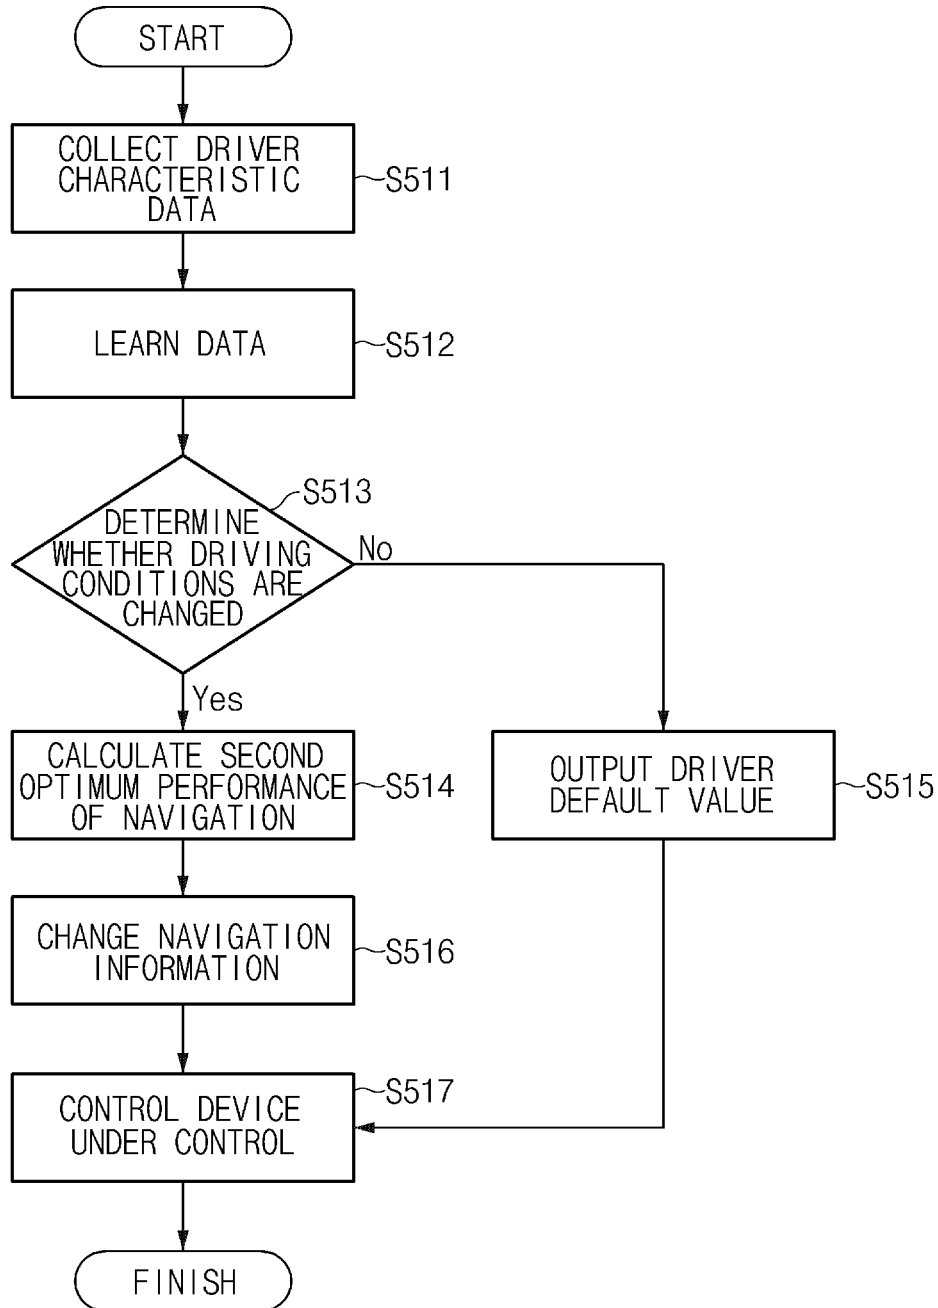 START
COLLECT DRIVER
CHARACTERISTIC
DATA
S511
LEARN DATA
S512
S513
DETERMINE
WHETHER DRIVING
CONDITIONS ARE
CHANGED
No
Yes
CALCULATE SECOND
OPTIMUM PERFORMANCE
OF NAVIGATION
S514
OUTPUT DRIVER
DEFAULT VALUE
S515
CHANGE NAVIGATION
INFORMATION
S516
CONTROL DEVICE
UNDER CONTROL
S517
FINISH